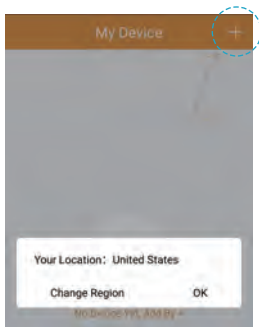 My Device +
Your Location: United States
Change Region OK
No Device Yet, Add By +